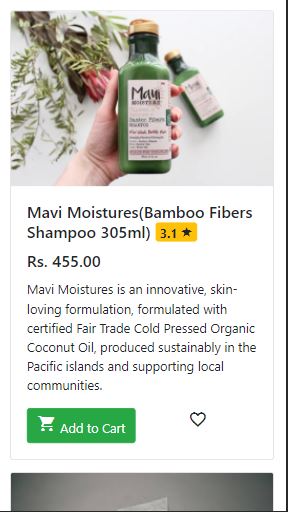 Maui
MOISTURE
Bamboo Fibers
SHAMPOO
Mavi Moistures(Bamboo Fibers
Shampoo 305ml) 3.1 ★
Rs. 455.00
Mavi Moistures is an innovative, skin-
loving formulation, formulated with
certified Fair Trade Cold Pressed Organic
Coconut Oil, produced sustainably in the
Pacific islands and supporting local
communities.
Add to Cart